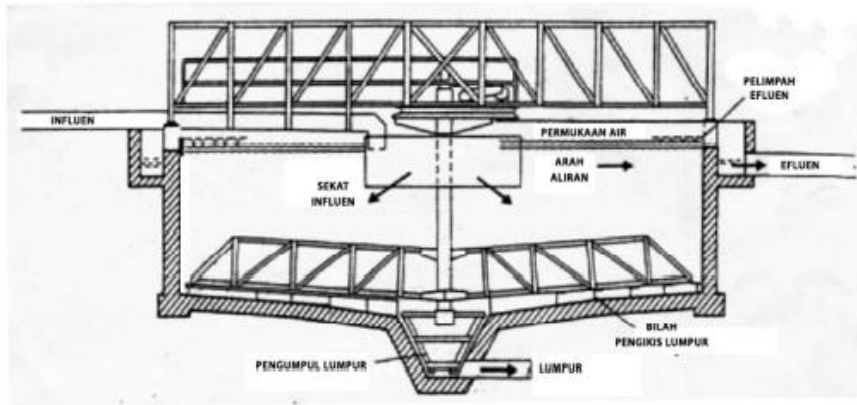 PELIMPAH
EFLUEN
INFLUEN
PERMUKAAN AIR
ARAH
ALIRAN
EFLUEN
SEKAT
INFLUEN
BILAH
PENGIKIS LUMPUR
PENGUMPUL LUMPUR
LUMPUR